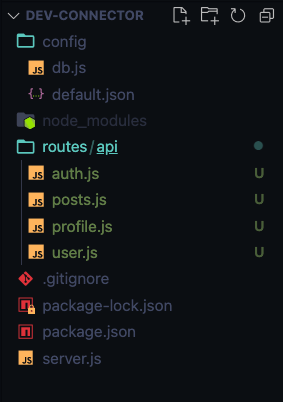 DEV-CONNECTOR
config
JS db.js
{..} default.json
node_modules
routes/api
JS auth.js U
JS posts.js U
JS profile.js U
JS user.js U
.gitignore
package-lock.json
package.json
JS server.js